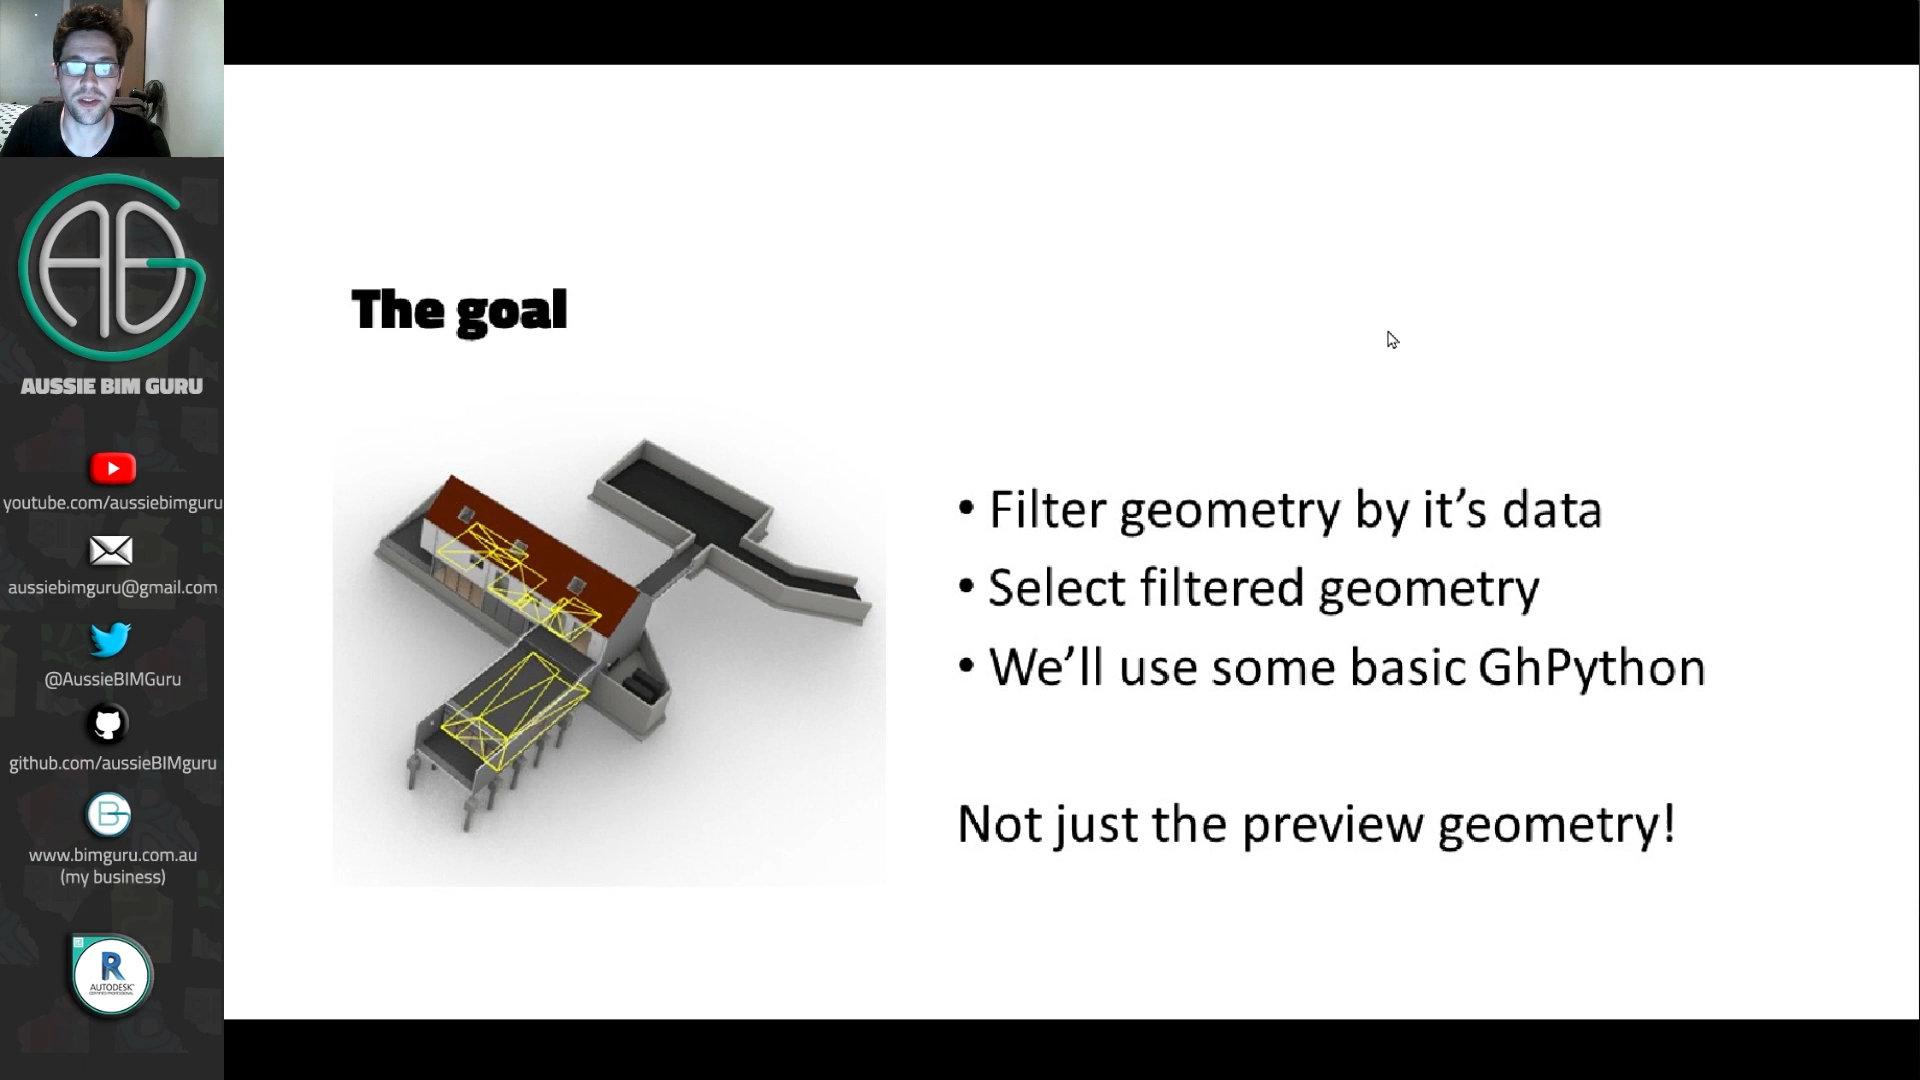 AUSSIE BIM GURU
youtube.com/aussiebimguru
aussiebimguru@gmail.com
@AussieBIMGuru
github.com/aussieBIMguru
www.bimguru.com.au
(my business)
R
AUTODESK
The goal
• Filter geometry by it's data
• Select filtered geometry
• We'll use some basic GhPython
Not just the preview geometry!